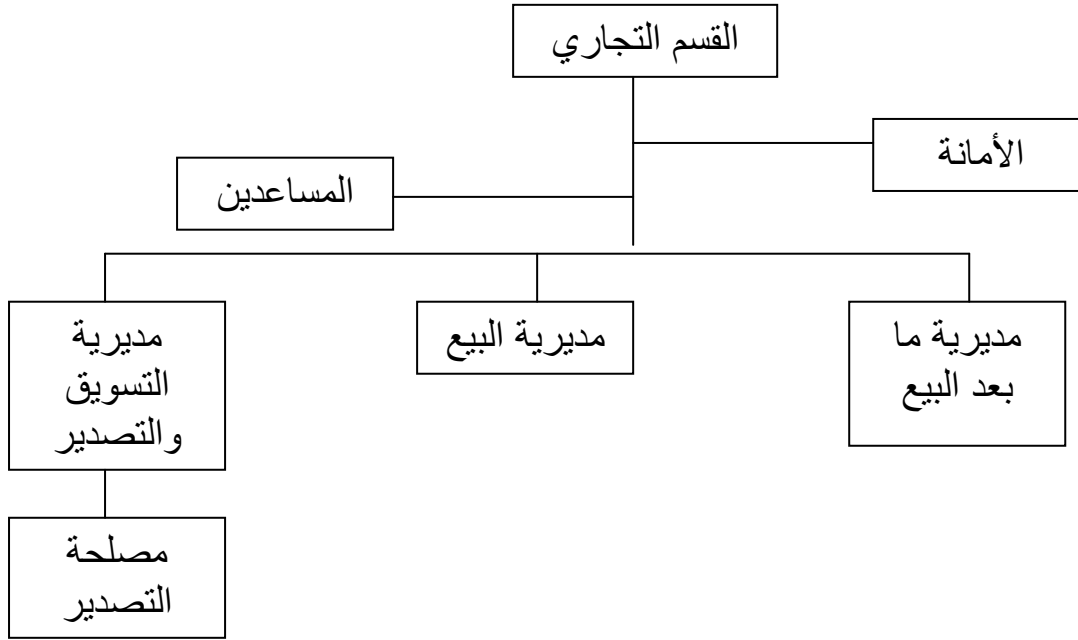 القسم التجاري
الأمانة
المساعدين
مديرية ما
بعد البيع
مديرية البيع
مديرية
التسويق
والتصدير
مصلحة
التصدير